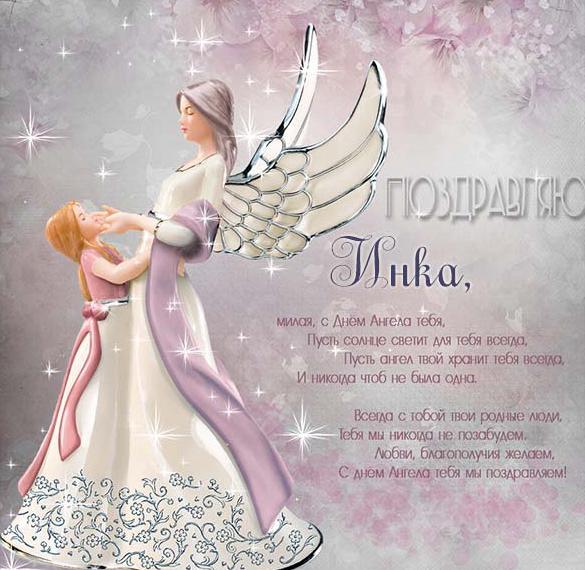 ПОЗДРАВЛЯЮ
Инка,
милая, с Днём Ангела тебя,
Пусть солнце светит для тебя всегда,
Пусть ангел твой хранит тебя всегда,
И никогда чтоб не была одна.
Всегда с тобой твои родные люди,
Тебя мы никогда не позабудем.
Любви, благополучия желаем,
С днем Ангела тебя мы поздравляем!